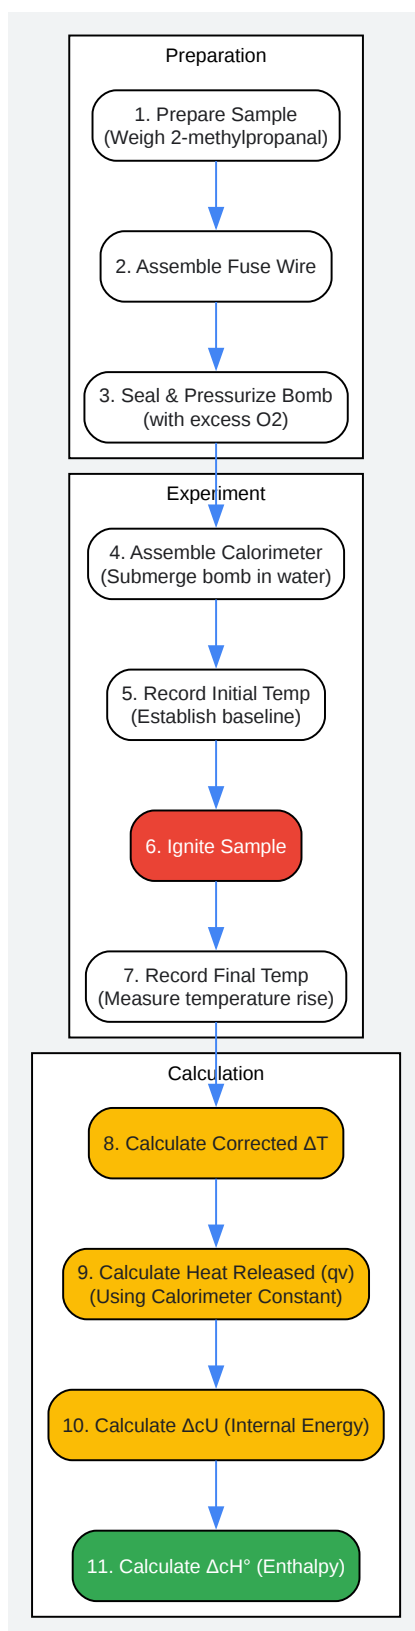 Preparation
1. Prepare Sample
(Weigh 2-methylpropanal)
2. Assemble Fuse Wire
3. Seal & Pressurize Bomb
(with excess O2)
Experiment
4. Assemble Calorimeter
(Submerge bomb in water)
5. Record Initial Temp
(Establish baseline)
6. Ignite Sample
7. Record Final Temp
(Measure temperature rise)
Calculation
8. Calculate Corrected ΔT
9. Calculate Heat Released (qv)
(Using Calorimeter Constant)
10. Calculate ΔcU (Internal Energy)
11. Calculate ΔcH° (Enthalpy)